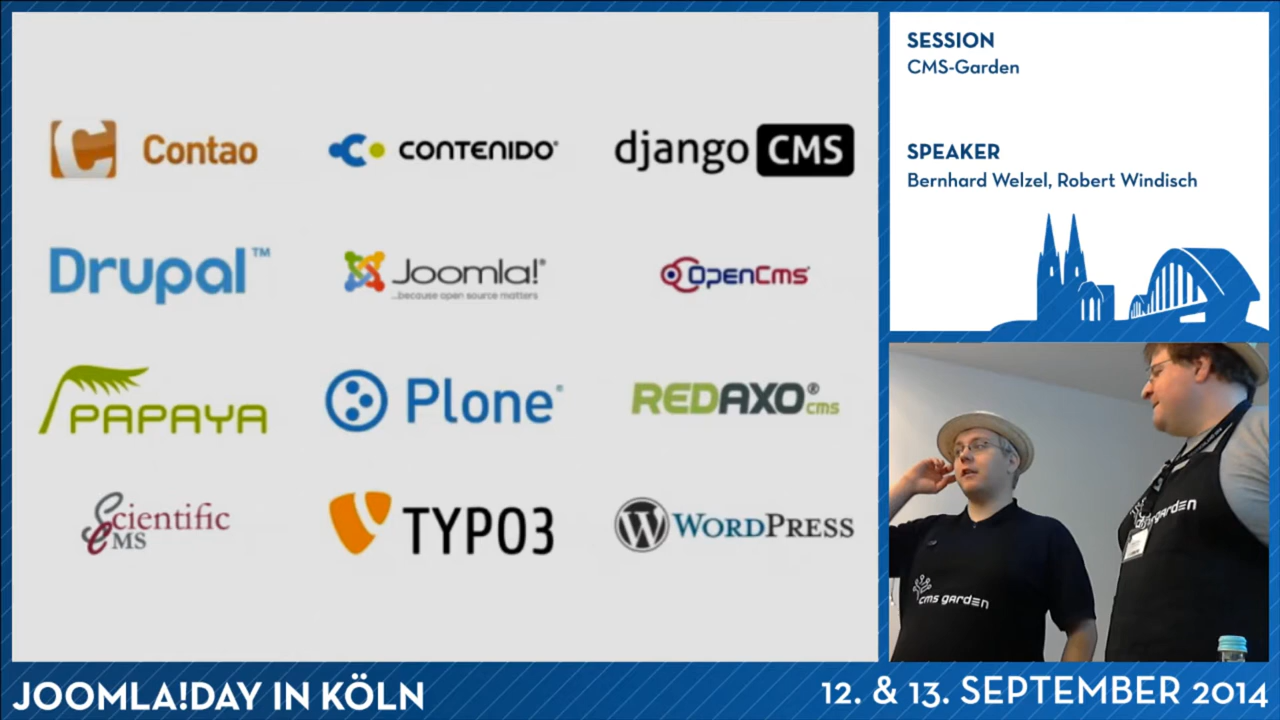 Contao
CONTENIDO®
django CMS
Drupal™
Joomla!®
...because open source matters
OpenCms
PAPAYA
Plone®
REDAXO® cms
Scientific
CMS
TYPO3
WORDPRESS
SESSION
CMS-Garden
SPEAKER
Bernhard Welzel, Robert Windisch
cms garden
JOOMLA!DAY IN KÖLN
12. & 13. SEPTEMBER 2014